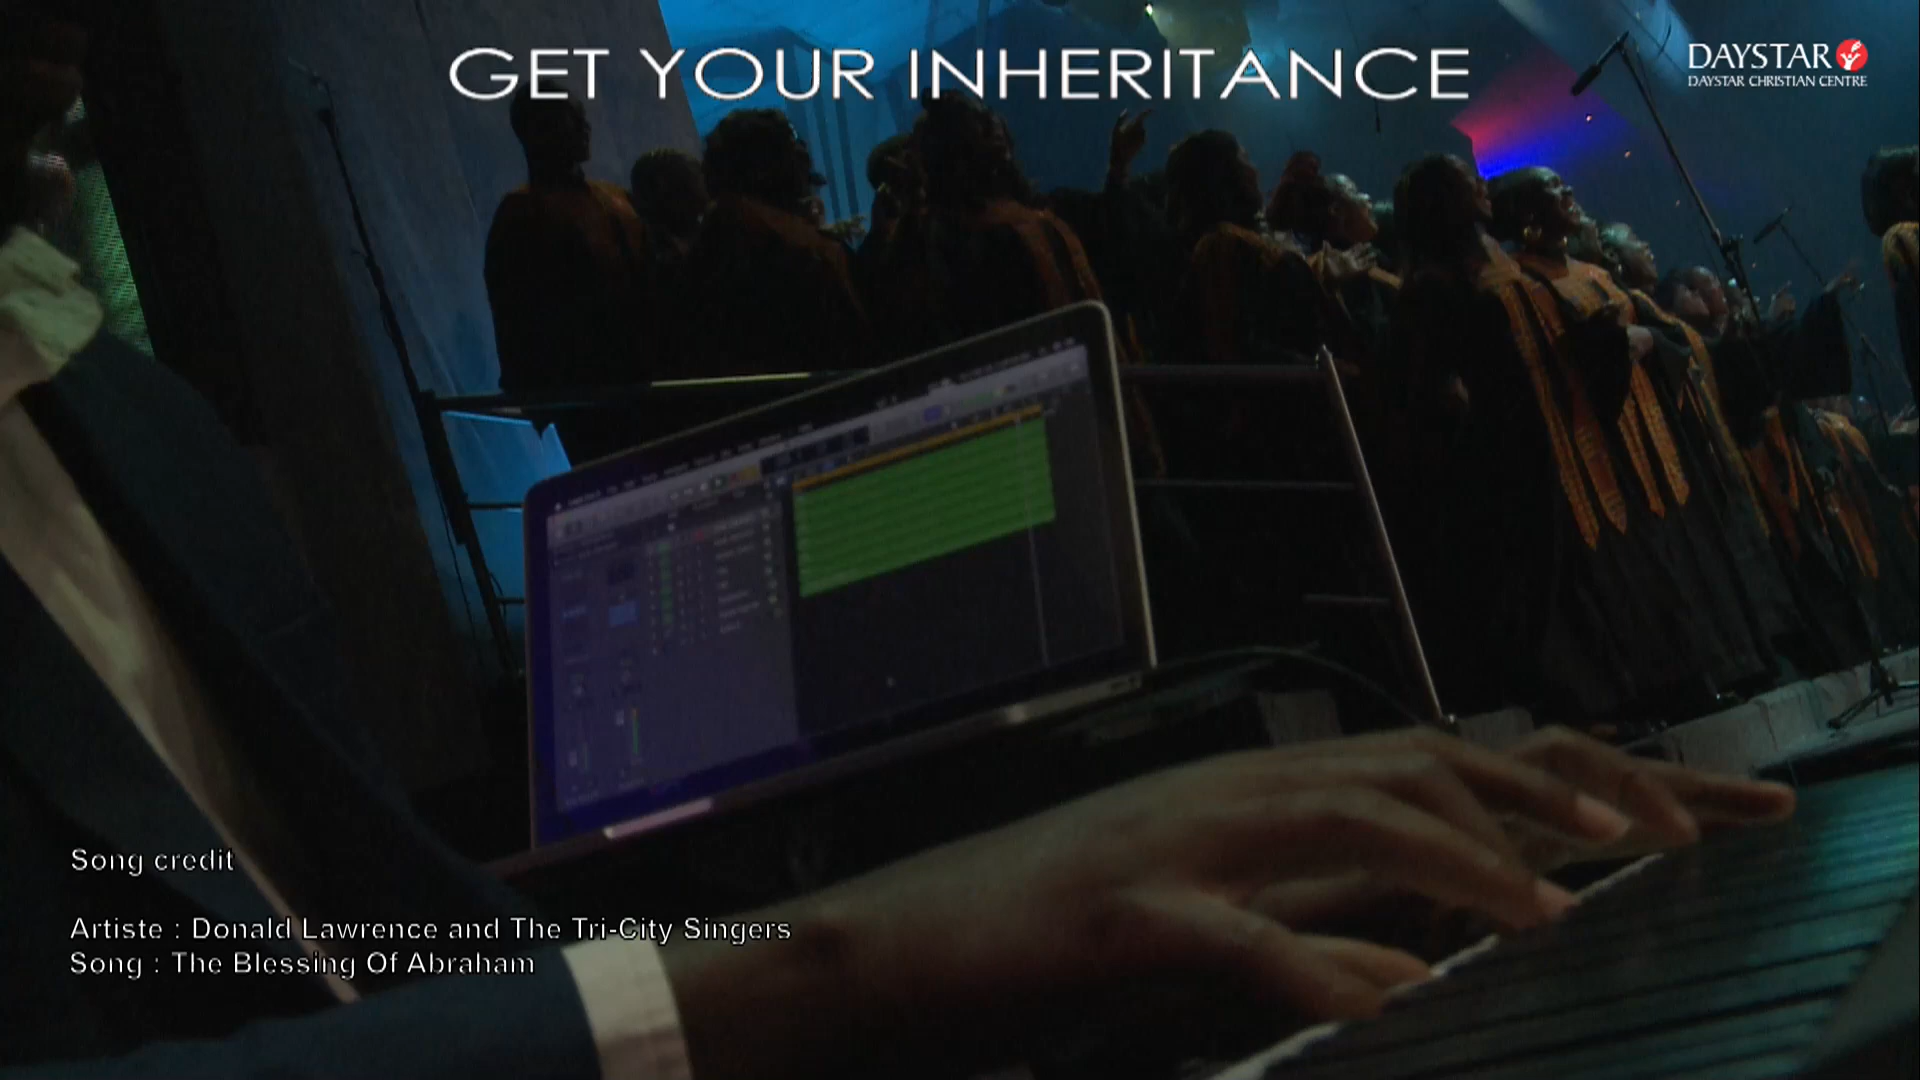 GET YOUR INHERITANCE
DAYSTAR
DAYSTAR CHRISTIAN CENTRE
Song credit
Artiste : Donald Lawrence and The Tri-City Singers
Song : The Blessing Of Abraham